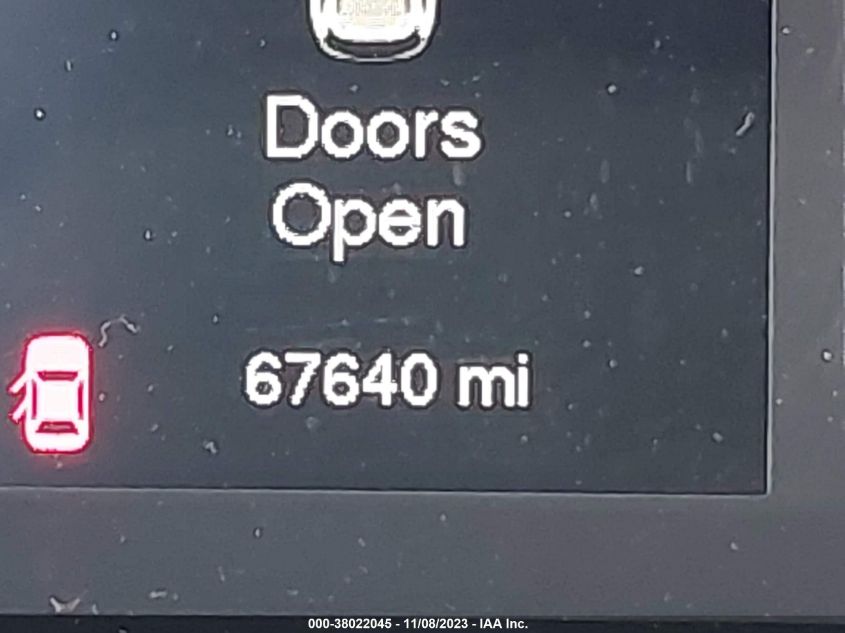 Doors
Open
67640 mi
000-38022045 - 11/08/2023 - IAA Inc.